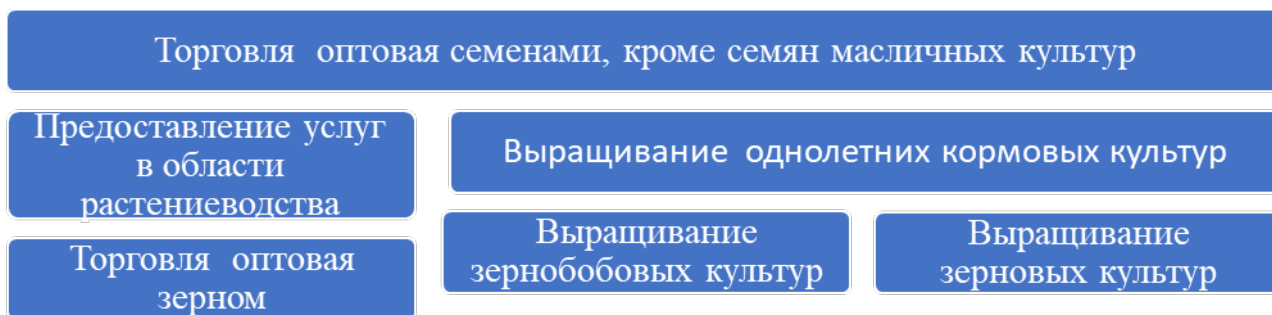 Торговля оптовая семенами, кроме семян масличных культур
Предоставление услуг
в области
растениеводства
Выращивание однолетних кормовых культур
Торговля оптовая
зерном
Выращивание
зернобобовых культур
Выращивание
зерновых культур